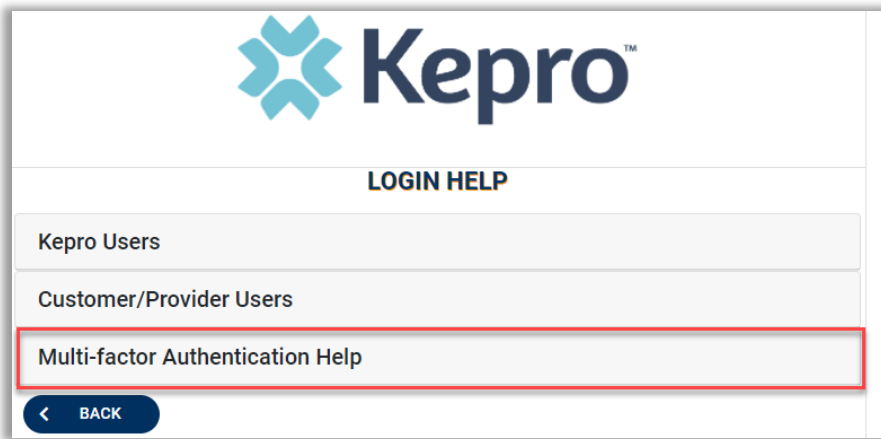 Kepro™
LOGIN HELP
Kepro Users
Customer/Provider Users
Multi-factor Authentication Help
BACK